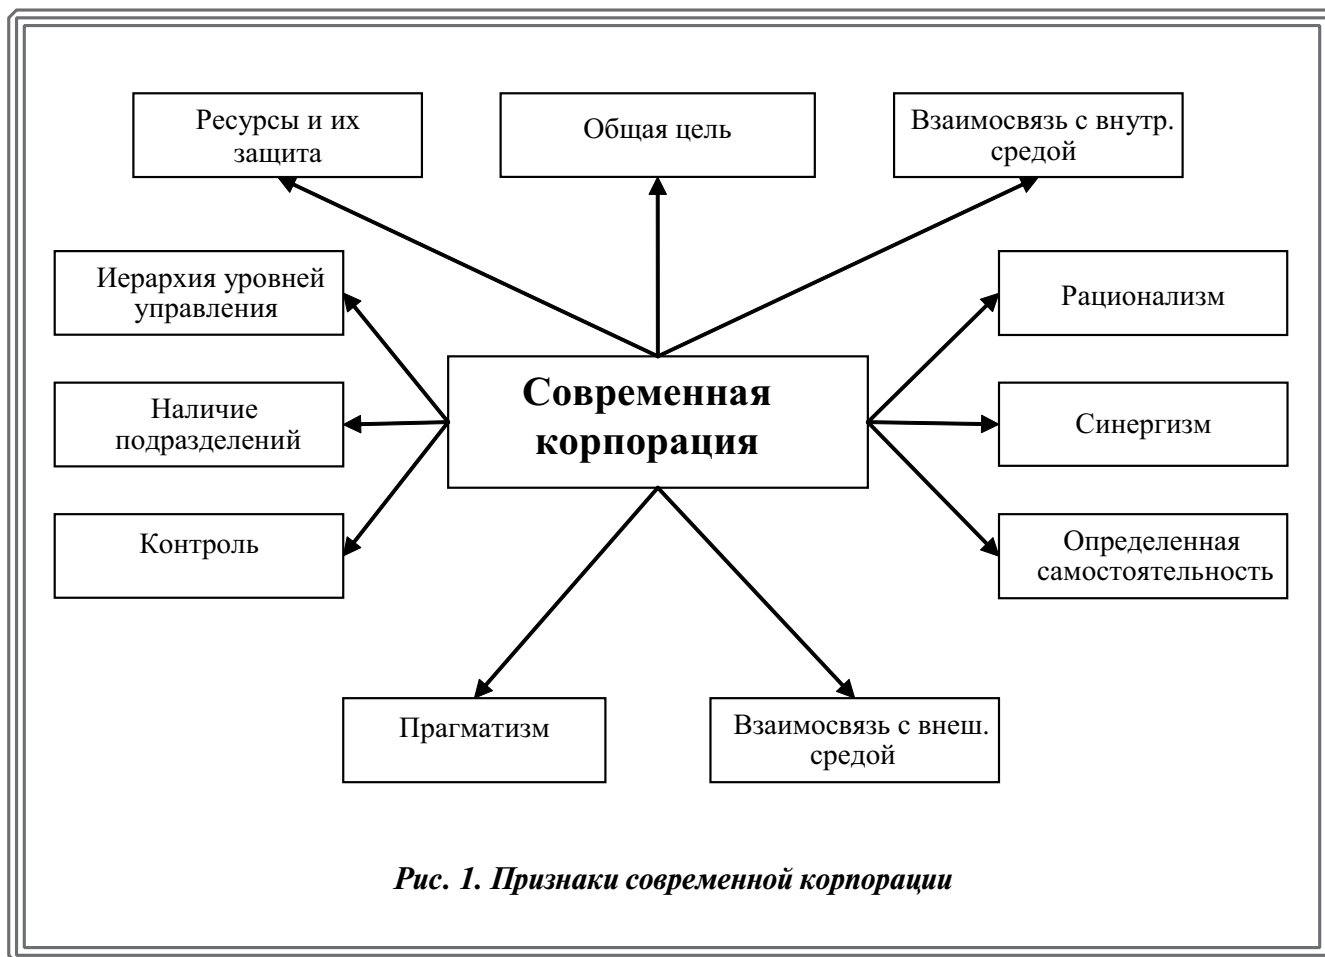 Ресурсы и их
защита
Общая цель
Взаимосвязь с внутр.
средой
Иерархия уровней
управления
Рационализм
Современная
корпорация
Наличие
подразделений
Синергизм
Контроль
Определенная
самостоятельность
Прагматизм
Взаимосвязь с внеш.
средой
Рис. 1. Признаки современной корпорации